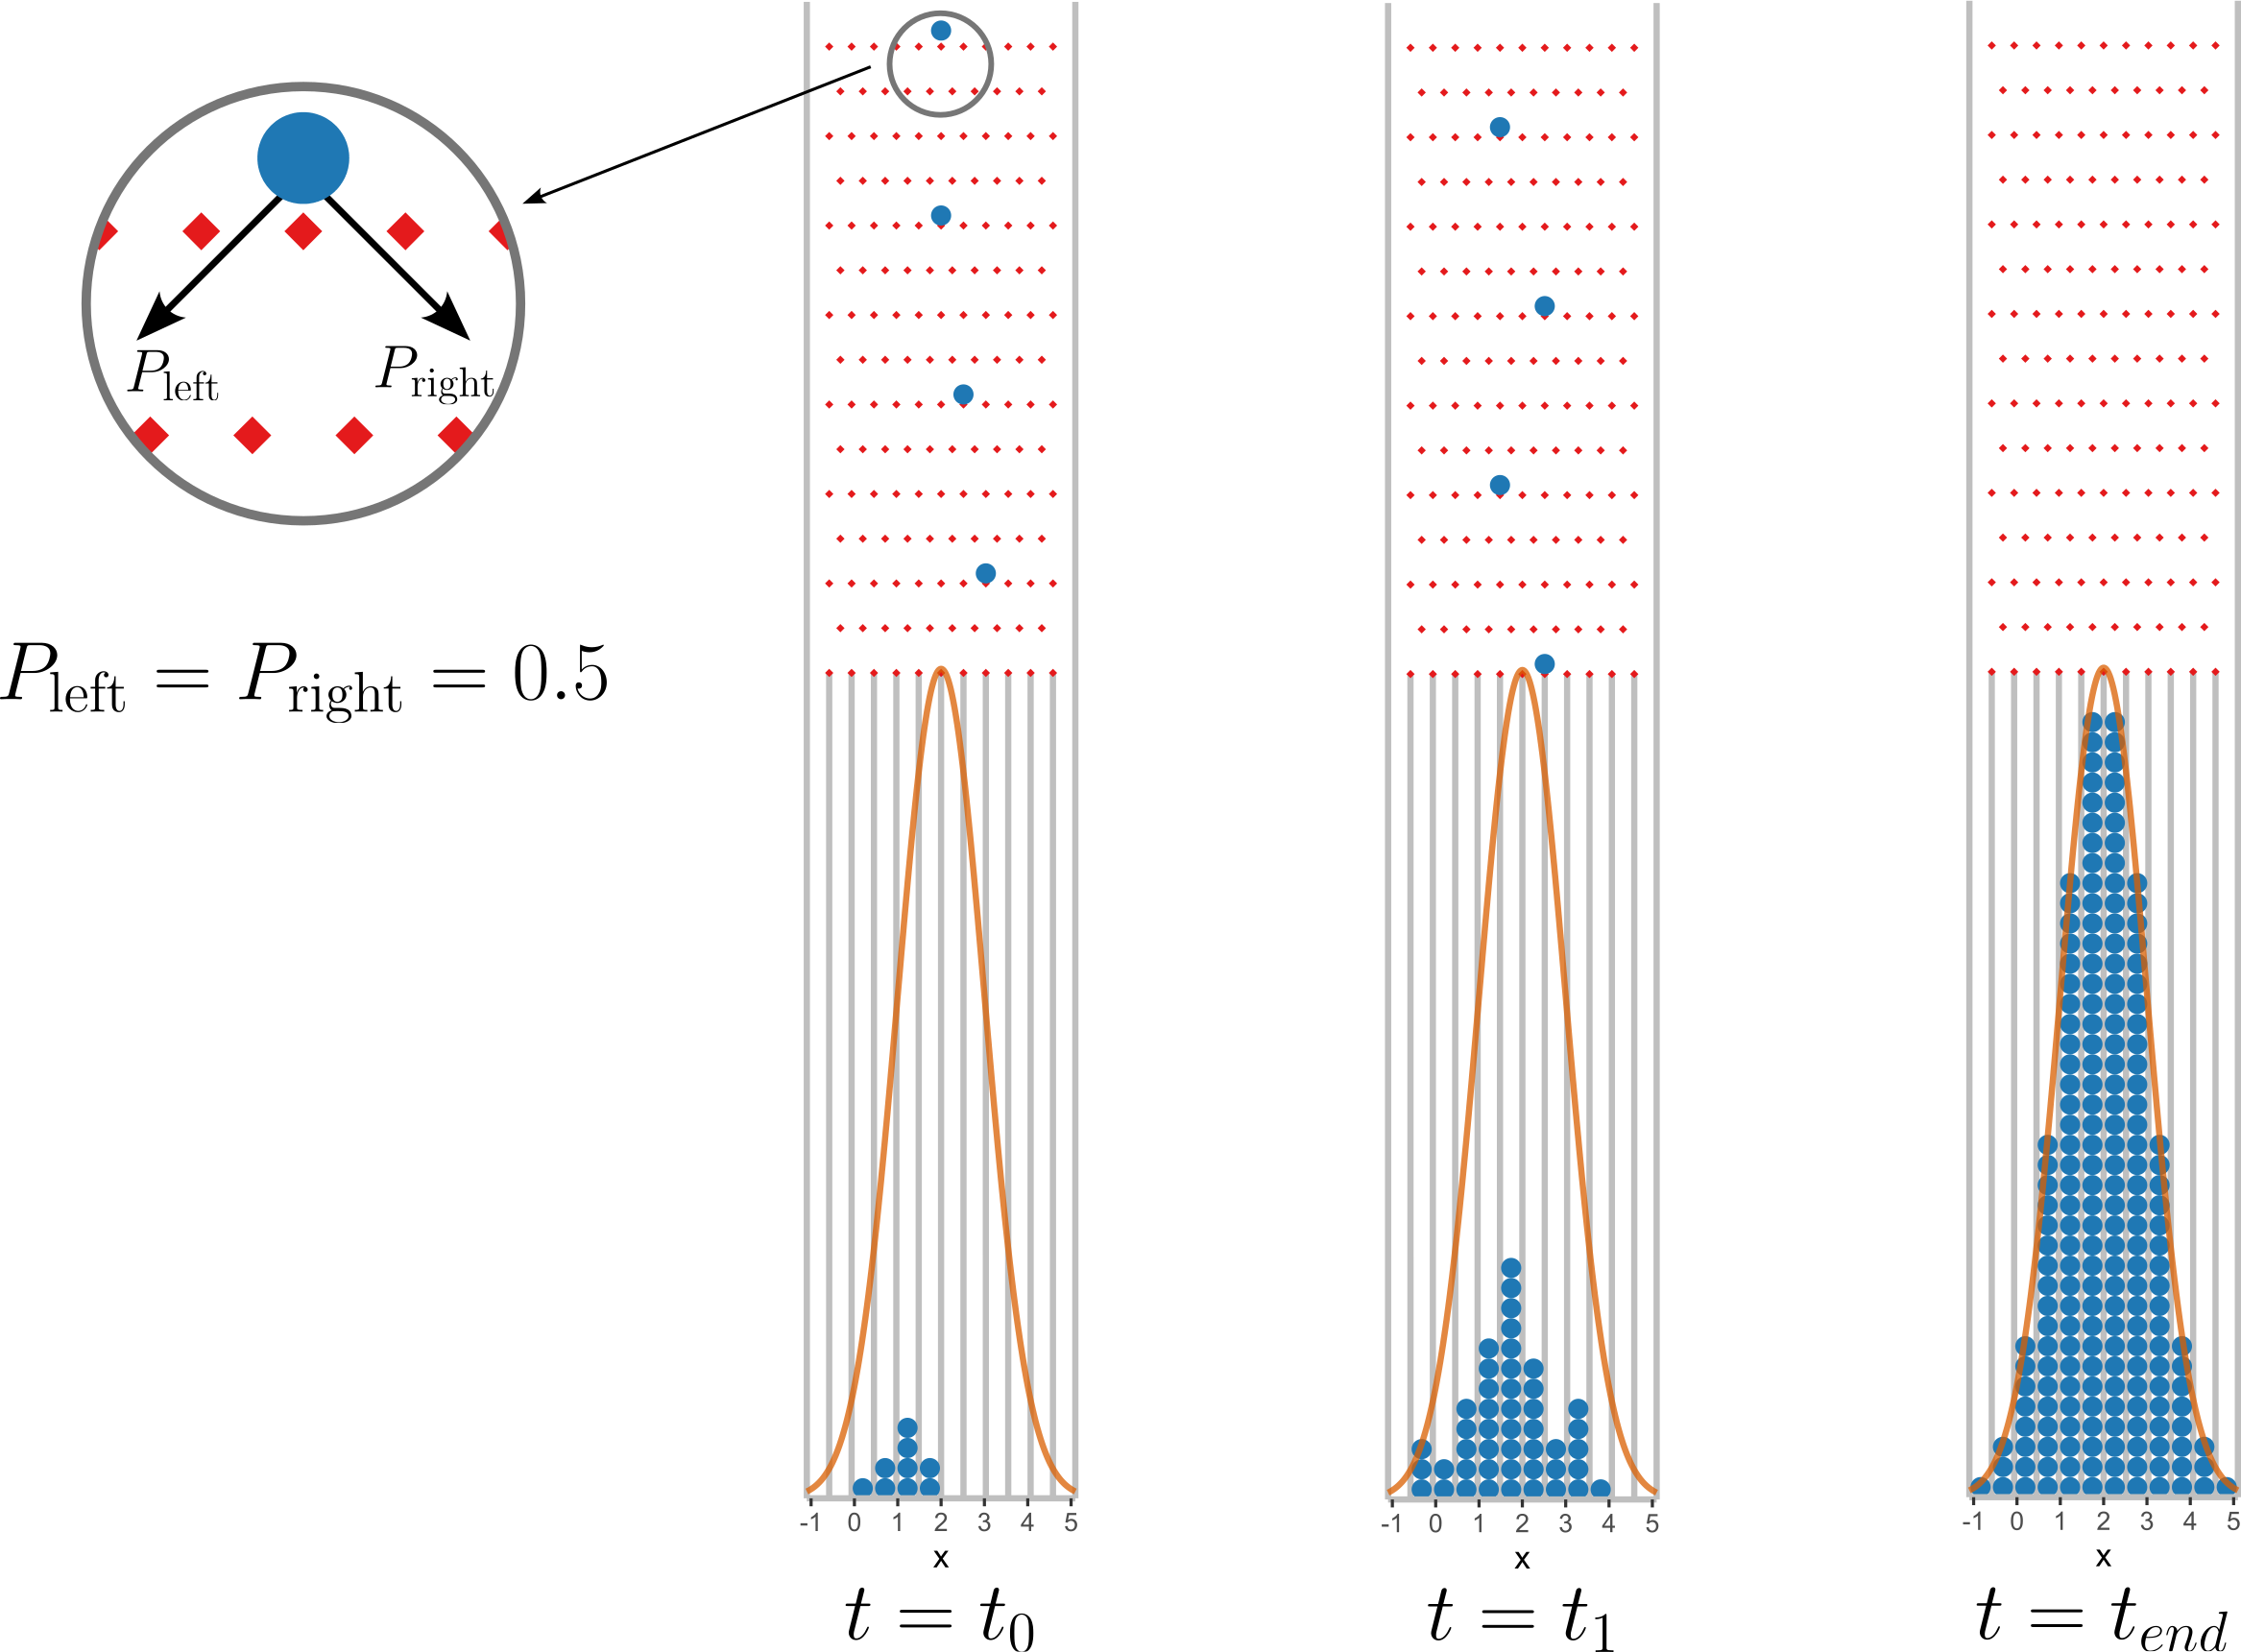 P_left P_right
P_left = P_right = 0.5
-1 0 1 2 3 4 5
x
t = t_0
-1 0 1 2 3 4 5
x
t = t_1
-1 0 1 2 3 4 5
x
t = t_end